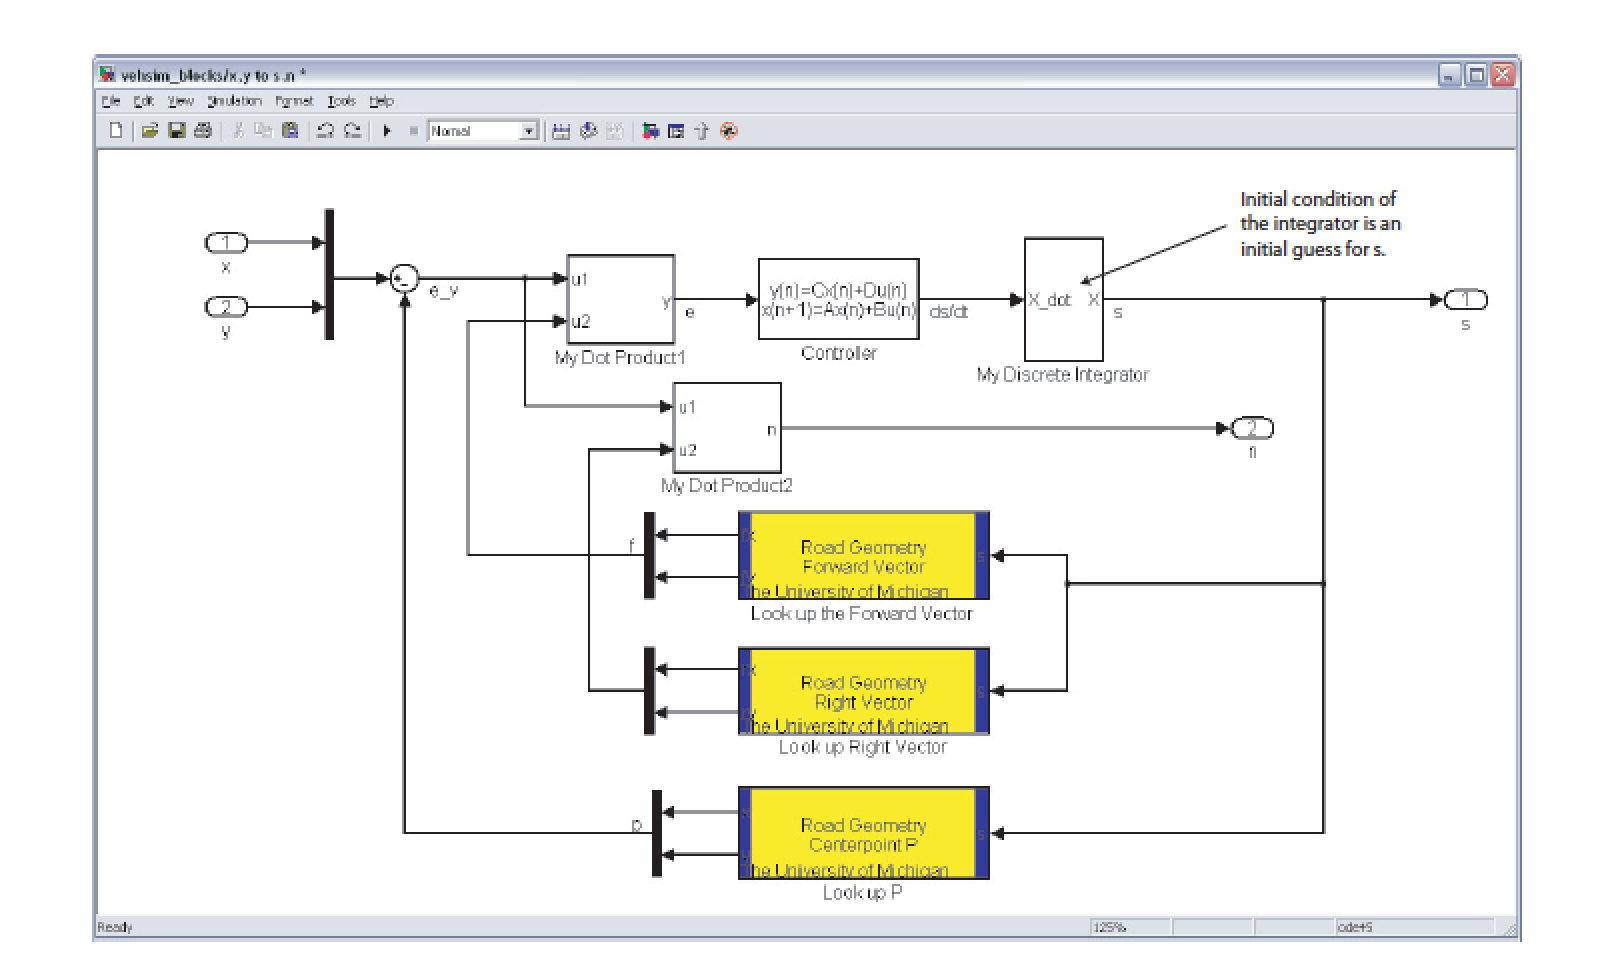 vehsim_blocks/x,y to s,n *
File Edit View Simulation Format Tools Help
Normal
Initial condition of
the integrator is an
initial guess for s.
1
x
2
y
e_y
u1
u2
y
My Dot Product1
e
y(n)=Cx(n)+Du(n)
x(n+1)=Ax(n)+Bu(n)
Controller
ds/dt
X_dot X
My Discrete Integrator
s
1
s
u1
u2
n
My Dot Product2
2
n
f
Road Geometry
Forward Vector
he University of Michigan
s
Look up the Forward Vector
Road Geometry
Right Vector
he University of Michigan
s
Look up Right Vector
p
Road Geometry
Centerpoint P
he University of Michigan
s
Look up P
Ready 125% ode45